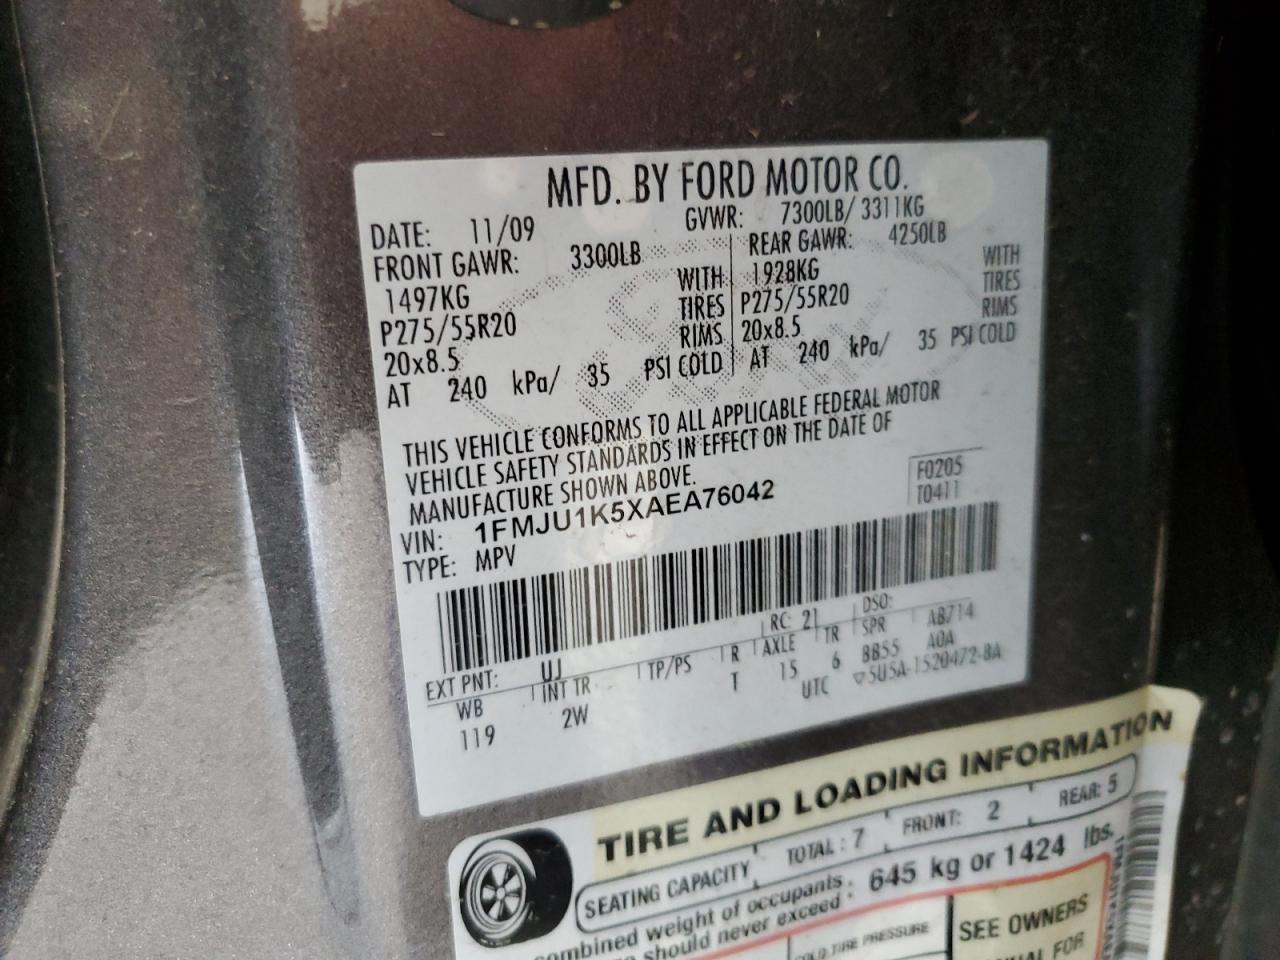 MFD. BY FORD MOTOR CO.
DATE: 11/09 GVWR: 7300LB/ 3311KG
FRONT GAWR: 3300LB REAR GAWR: 4250LB
1497KG WITH 1928KG WITH
P275/55R20 TIRES P275/55R20 TIRES
20x8.5 RIMS 20x8.5 RIMS
AT 240 kPa/ 35 PSI COLD AT 240 kPa/ 35 PSI COLD
THIS VEHICLE CONFORMS TO ALL APPLICABLE FEDERAL MOTOR
VEHICLE SAFETY STANDARDS IN EFFECT ON THE DATE OF
MANUFACTURE SHOWN ABOVE.
F0205
VIN: 1FMJU1K5XAEA76042 T0411
TYPE: MPV
RC: 21 DSO:
EXT PNT: UJ AB714
WB INT TR TP/PS R AXLE TR SPR A0A
119 2W T 15 6 8855
UTC ▽5U5A-1520472-BA
TIRE AND LOADING INFORMATION
SEATING CAPACITY TOTAL : 7 FRONT: 2 REAR: 5
combined weight of occupants : 645 kg or 1424 lbs.
should never exceed :
TIRE PRESSURE SEE OWNERS
FOR